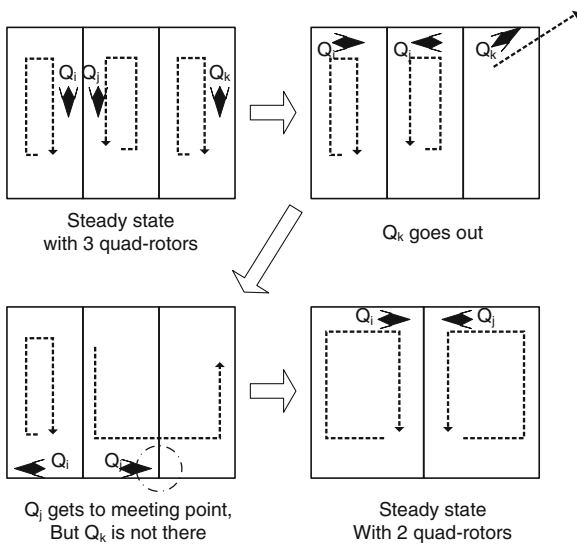 Qi Qj Qk
Steady state
with 3 quad-rotors
Qi Qj Qk
Qk goes out
Qi Qj
Qj gets to meeting point,
But Qk is not there
Qi Qj
Steady state
With 2 quad-rotors